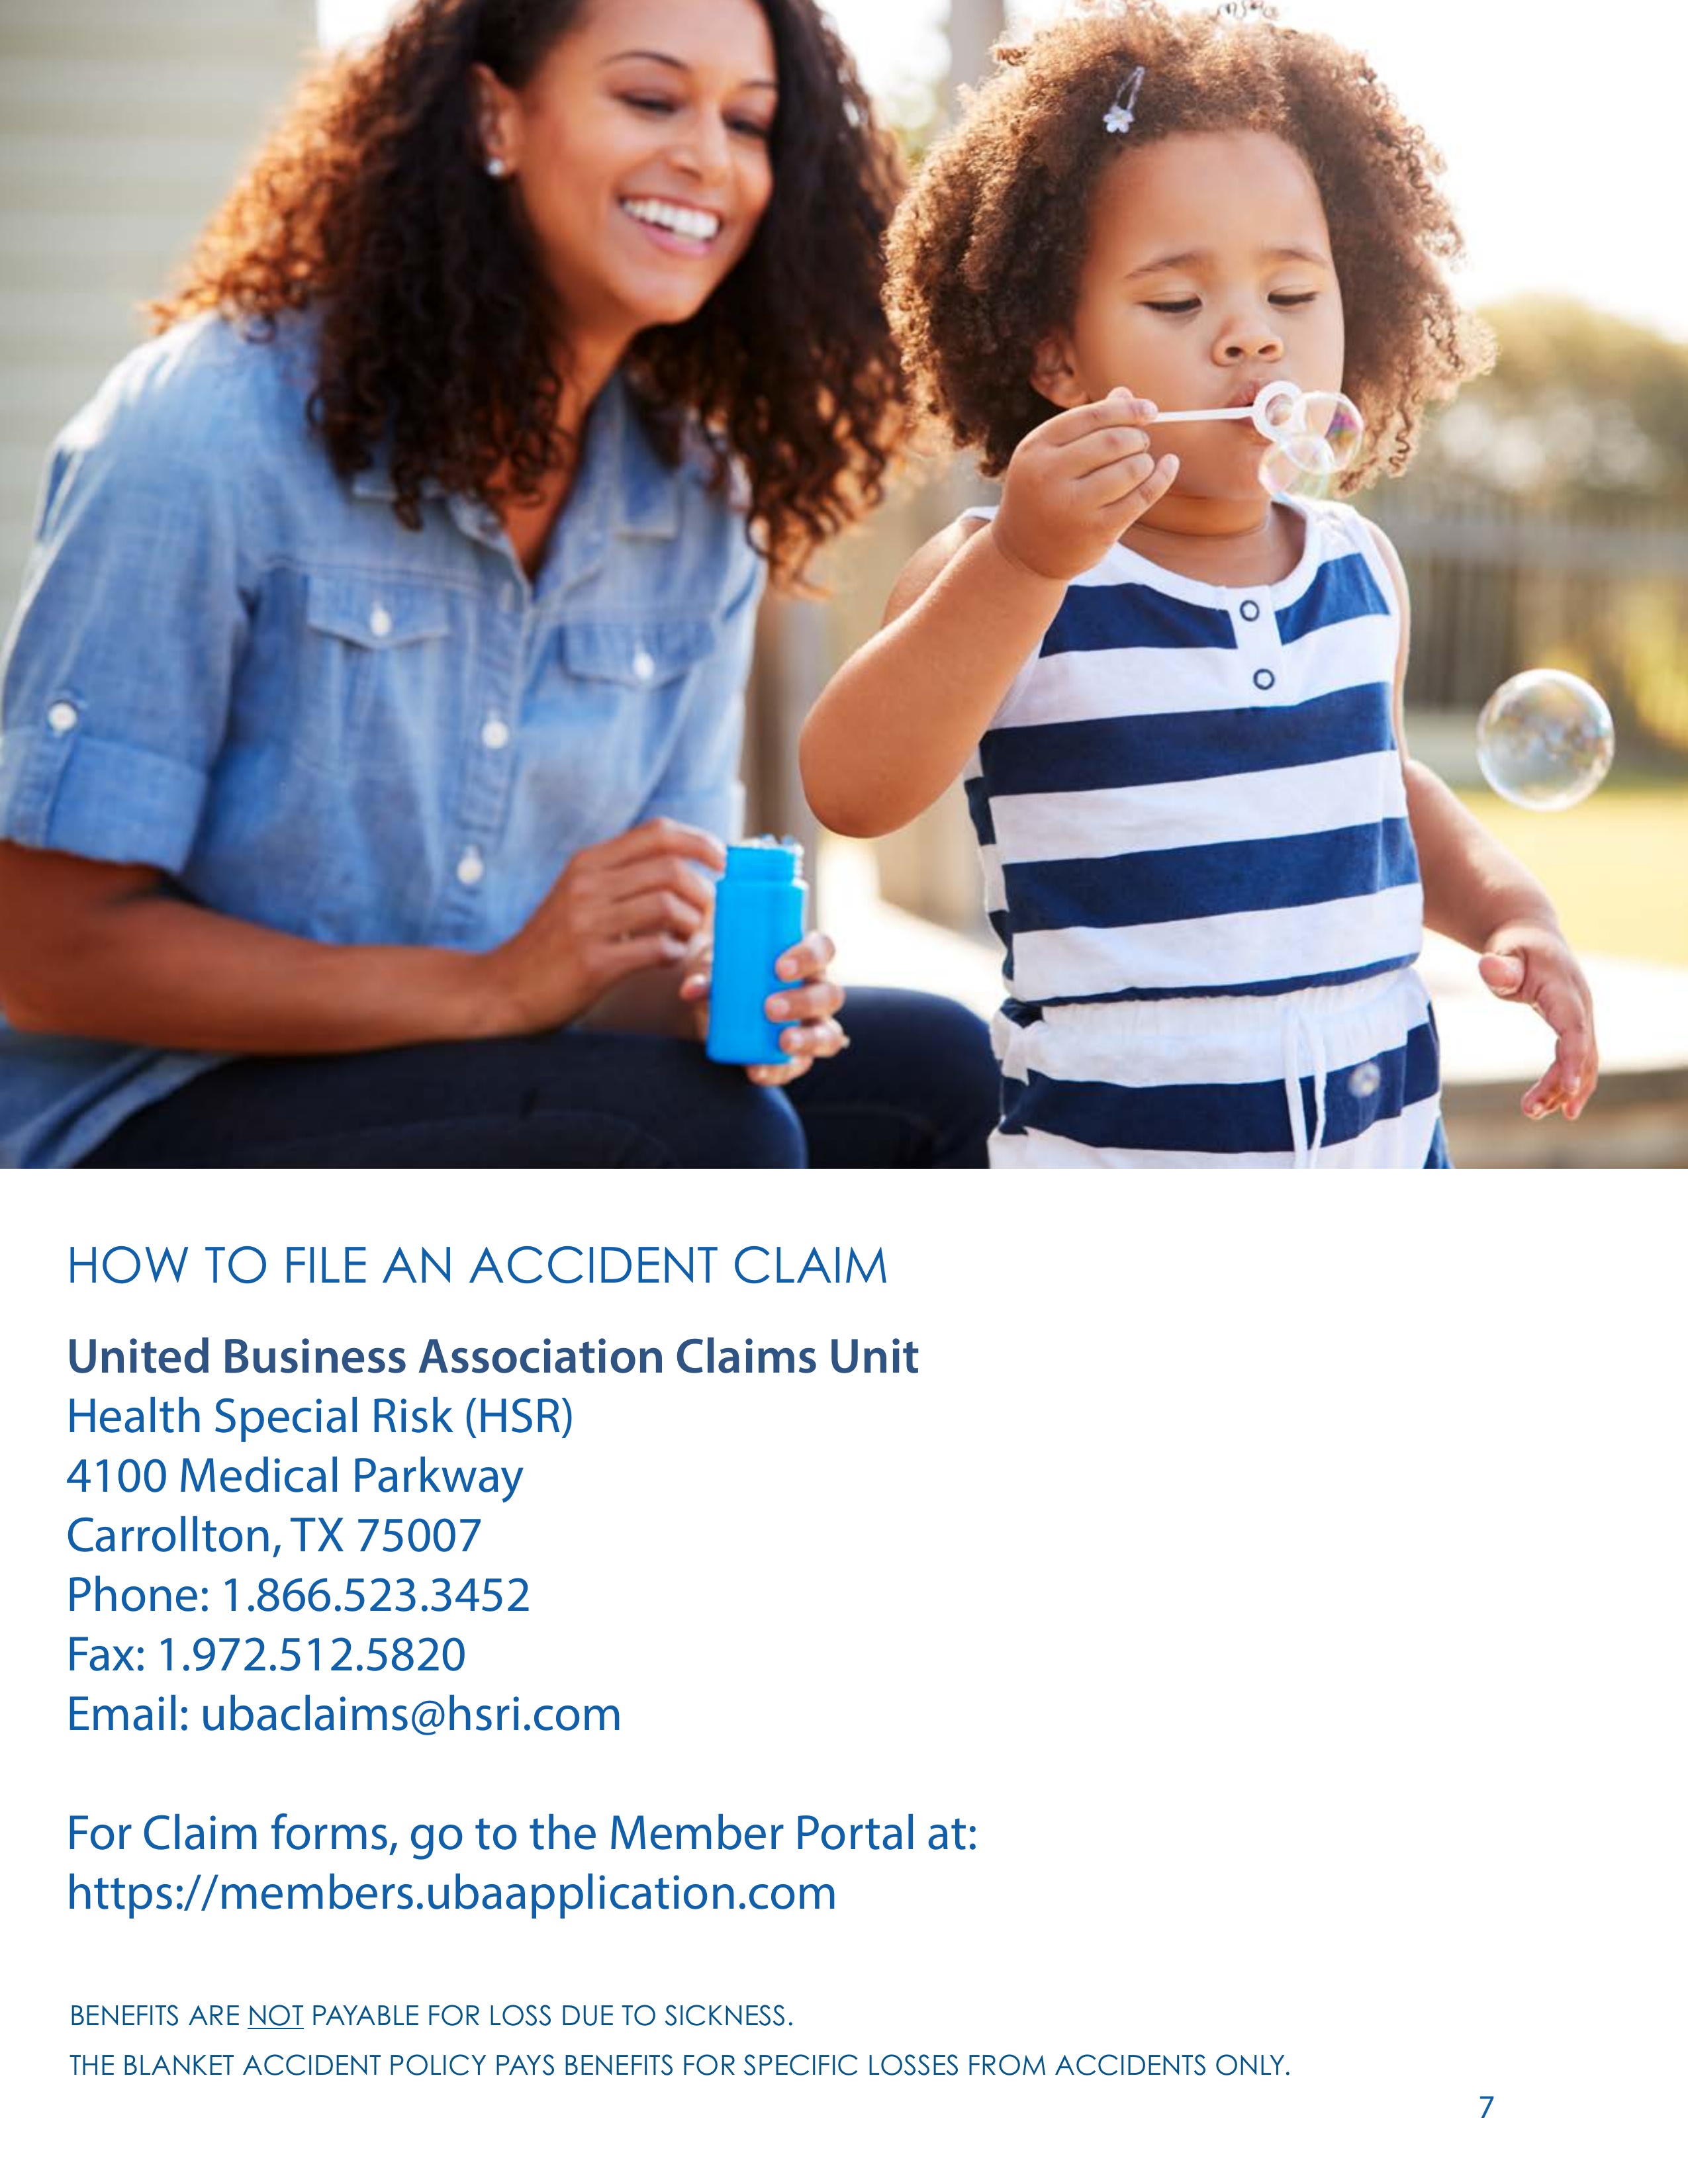 HOW TO FILE AN ACCIDENT CLAIM
United Business Association Claims Unit
Health Special Risk (HSR)
4100 Medical Parkway
Carrollton, TX 75007
Phone: 1.866.523.3452
Fax: 1.972.512.5820
Email: ubaclaims@hsri.com
For Claim forms, go to the Member Portal at:
https://members.ubaapplication.com
BENEFITS ARE NOT PAYABLE FOR LOSS DUE TO SICKNESS.
THE BLANKET ACCIDENT POLICY PAYS BENEFITS FOR SPECIFIC LOSSES FROM ACCIDENTS ONLY.
7